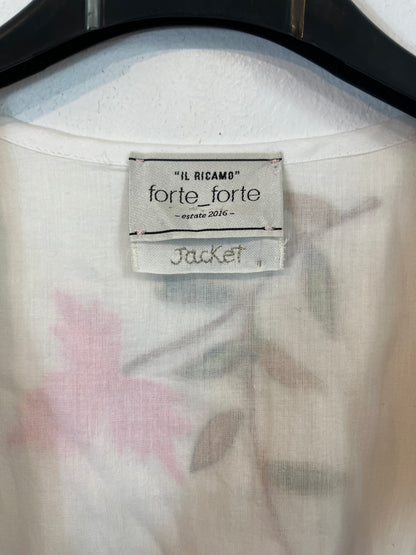 "IL RICAMO"
forte_forte
- estate 2016 -
Jacket